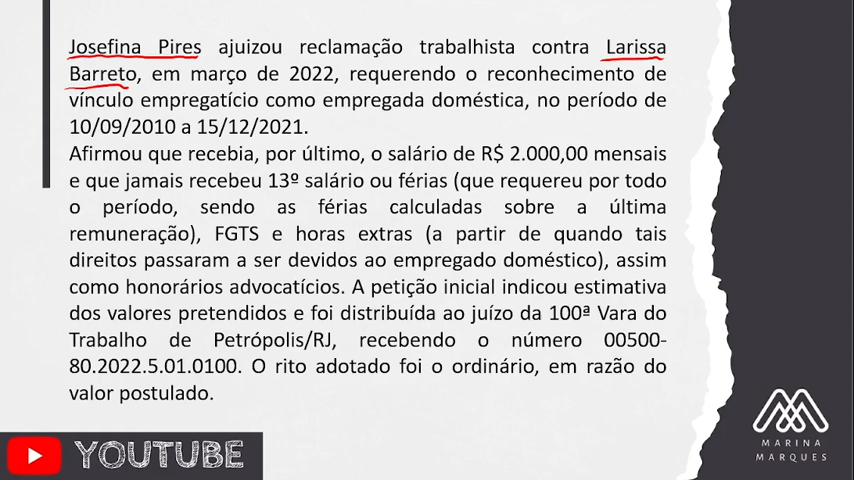 Josefina Pires ajuizou reclamação trabalhista contra Larissa
Barreto, em março de 2022, requerendo o reconhecimento de
vínculo empregatício como empregada doméstica, no período de
10/09/2010 a 15/12/2021.
Afirmou que recebia, por último, o salário de R$ 2.000,00 mensais
e que jamais recebeu 13º salário ou férias (que requereu por todo
o período, sendo as férias calculadas sobre a última
remuneração), FGTS e horas extras (a partir de quando tais
direitos passaram a ser devidos ao empregado doméstico), assim
como honorários advocatícios. A petição inicial indicou estimativa
dos valores pretendidos e foi distribuída ao juízo da 100ª Vara do
Trabalho de Petrópolis/RJ, recebendo o número 00500-
80.2022.5.01.0100. O rito adotado foi o ordinário, em razão do
valor postulado.
YOUTUBE
MARINA
MARQUES